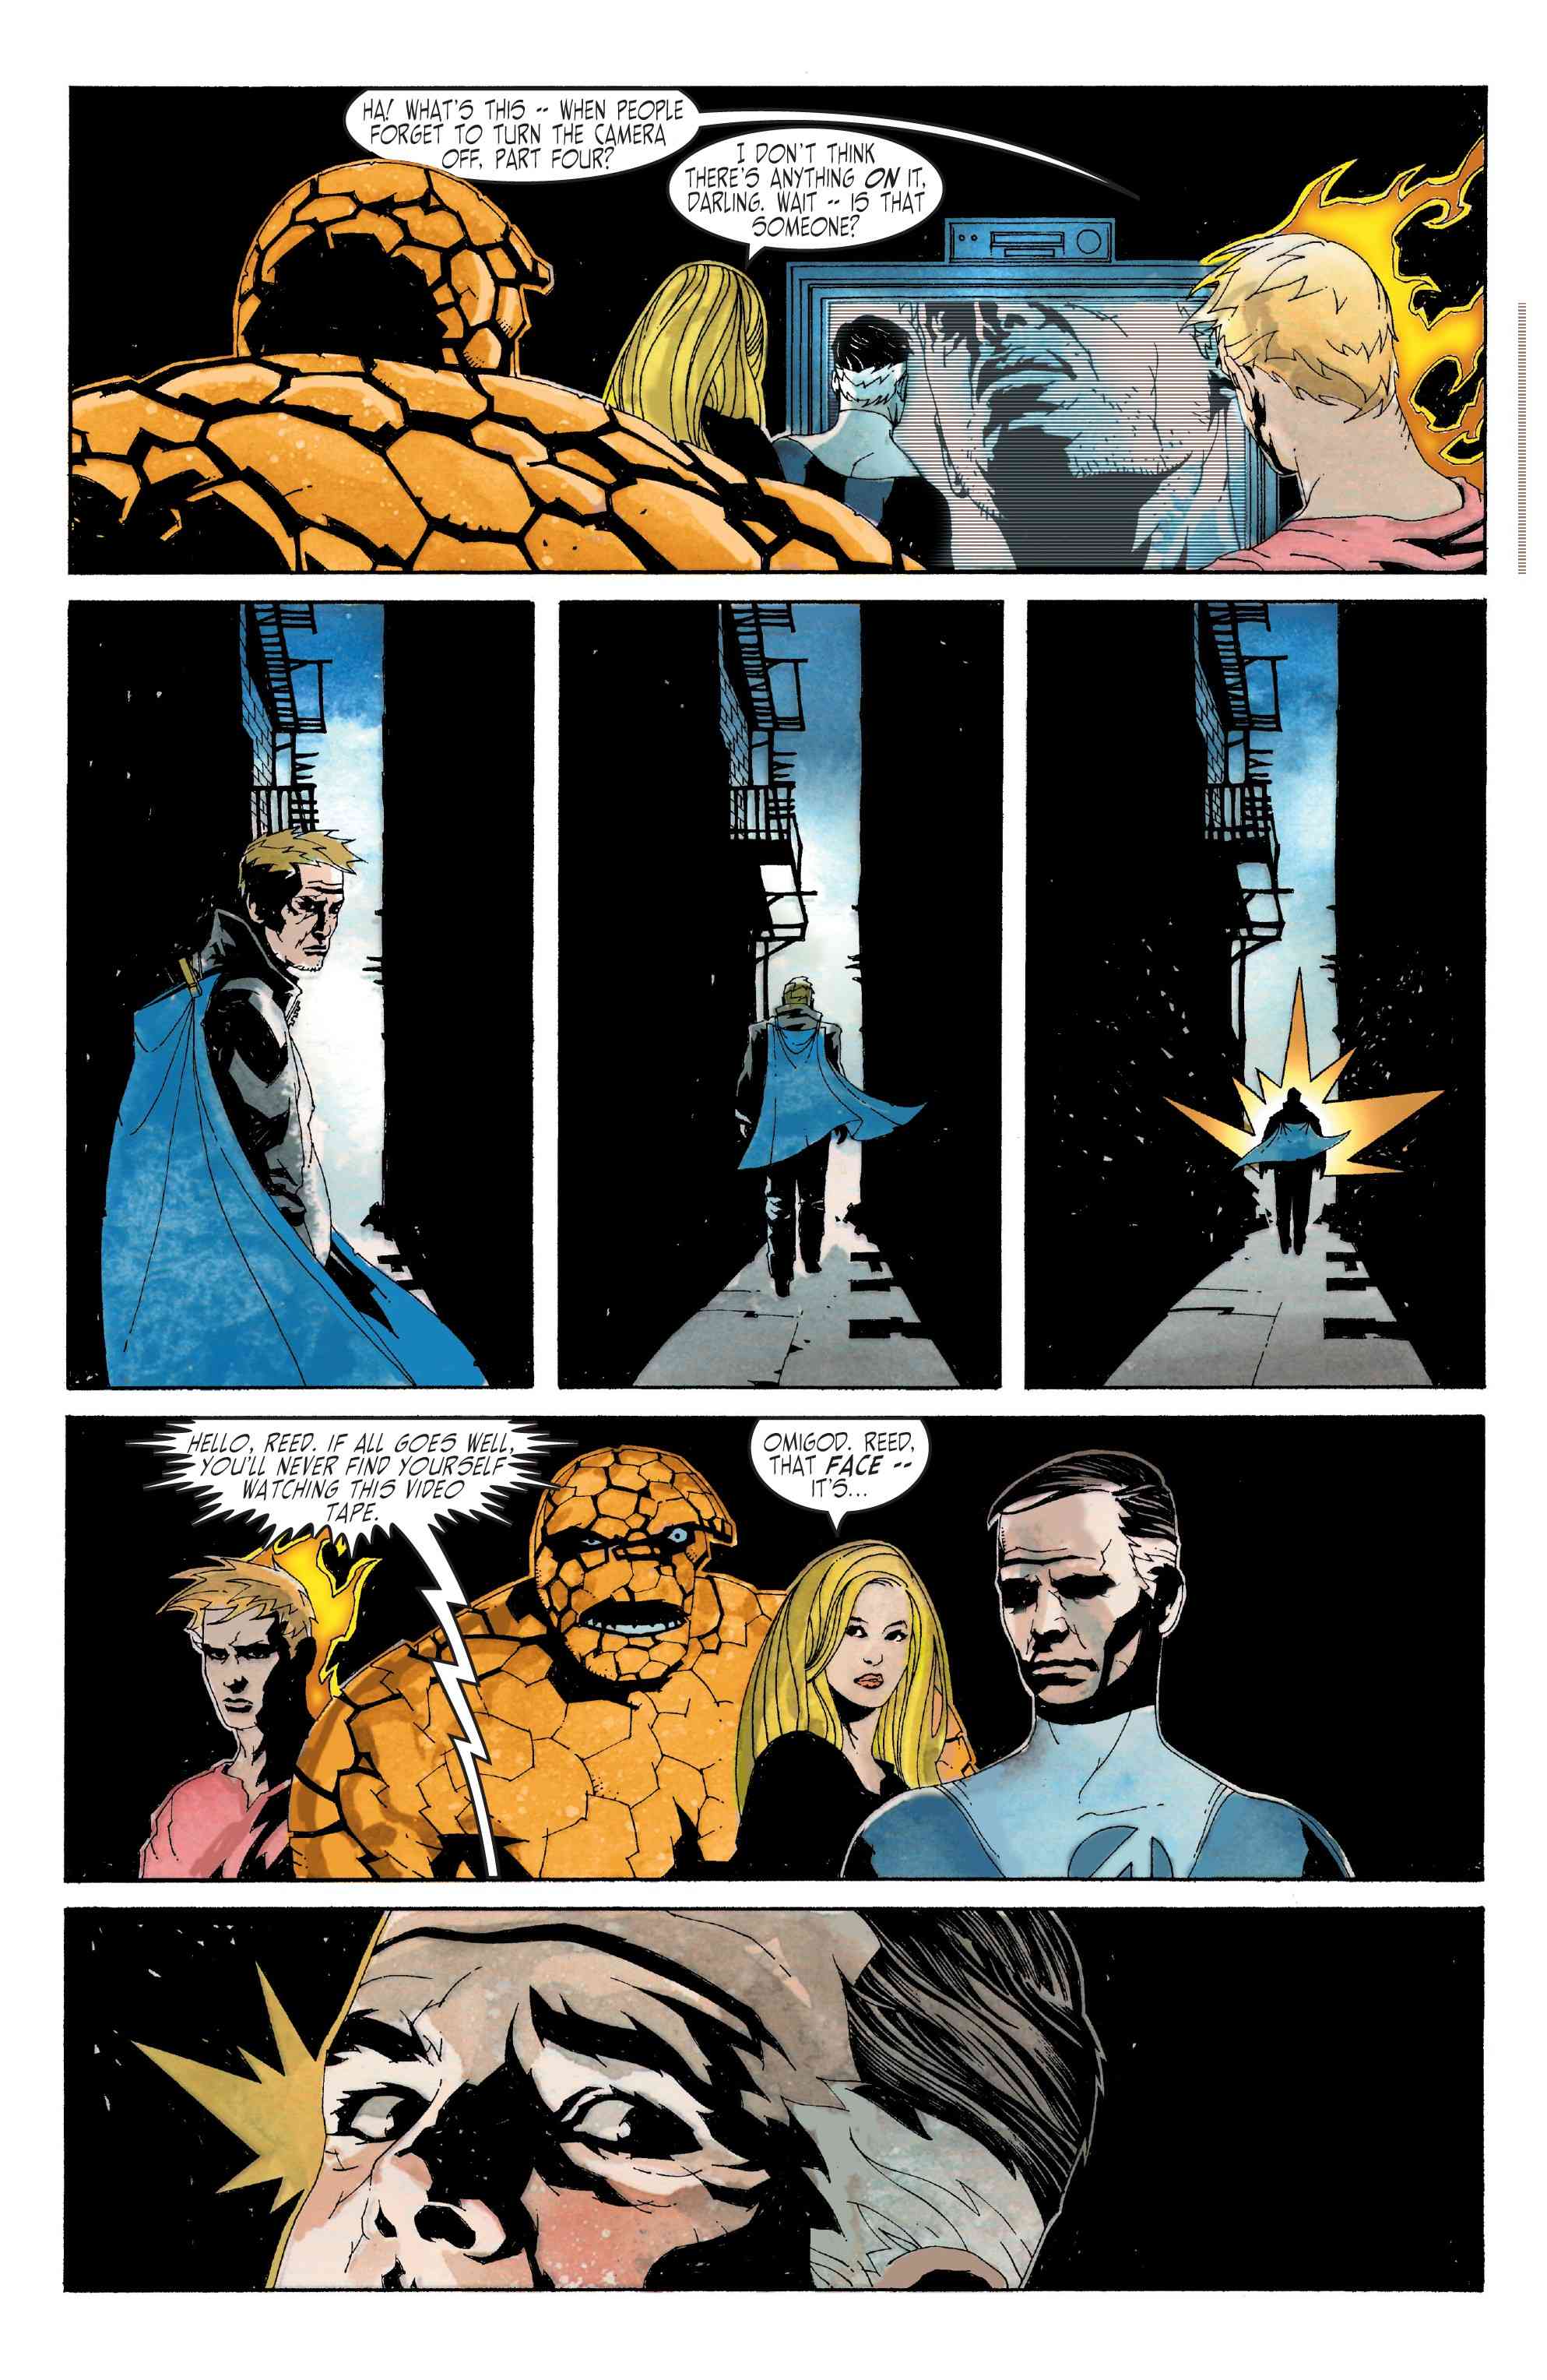 HA! WHAT'S THIS -- WHEN PEOPLE
FORGET TO TURN THE CAMERA
OFF, PART FOUR?
I DON'T THINK
THERE'S ANYTHING ON IT,
DARLING. WAIT -- IS THAT
SOMEONE?
HELLO, REED. IF ALL GOES WELL,
YOU'LL NEVER FIND YOURSELF
WATCHING THIS VIDEO
TAPE.
OMIGOD. REED,
THAT FACE --
IT'S...
4